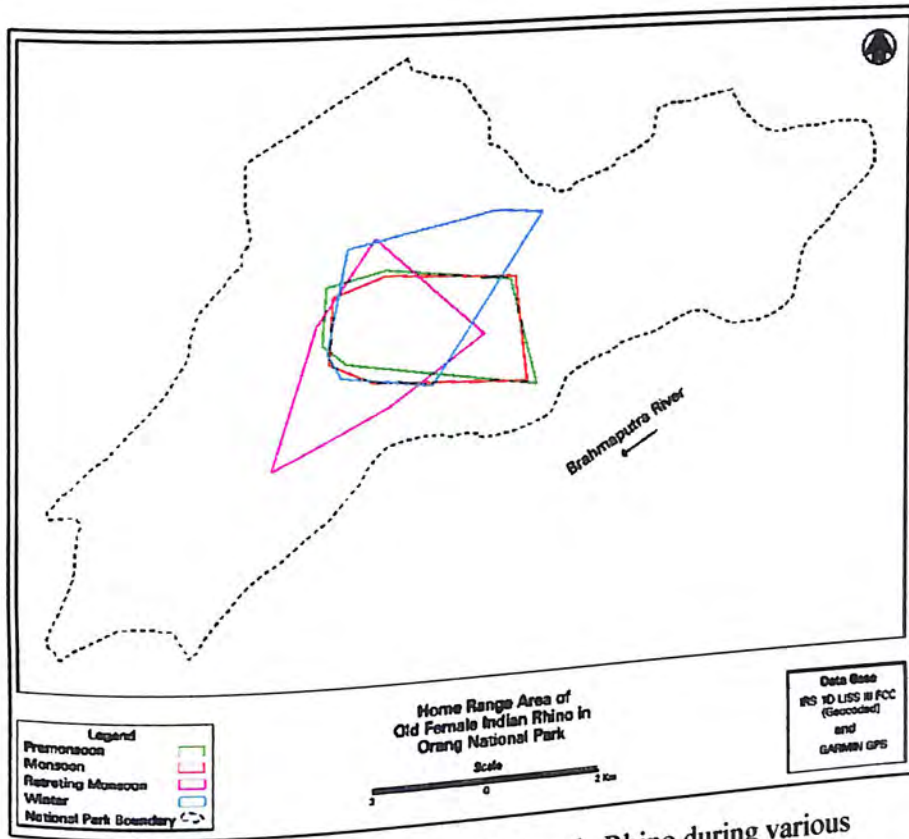 Brahmaputra River
Legend
Premonsoon
Monsoon
Retreting Monsoon
Winter
National Park Boundary
Home Range Area of
Old Female Indian Rhino in
Orang National Park
Scale
2 0 2 Km
Data Base
IRS 1D LISS III FCC
(Geocoded)
and
GARMIN GPS
Rhino during various